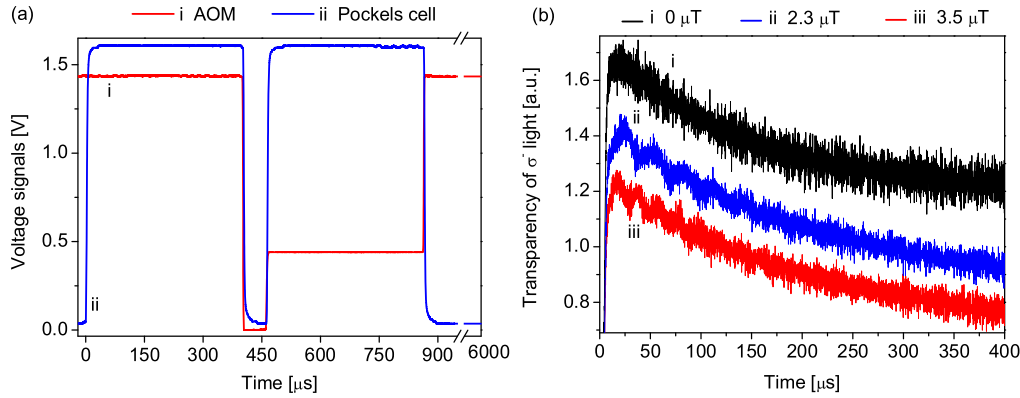 (a)
i AOM
ii Pockels cell
1.5
1.0
0.5
0.0
Voltage signals [V]
i
ii
0
150
300
450
600
750
900
6000
Time [μs]
(b)
i 0 μT
ii 2.3 μT
iii 3.5 μT
1.6
1.4
1.2
1.0
0.8
Transparency of σ⁻ light [a.u.]
i
ii
iii
0
50
100
150
200
250
300
350
400
Time [μs]